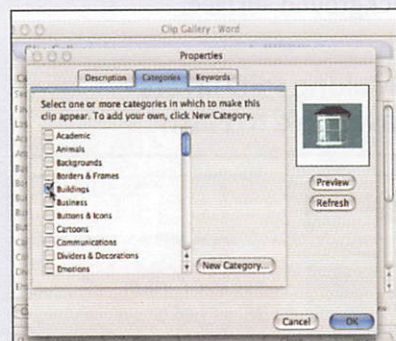 Clip Gallery : Word
Properties
Description Categories Keywords
Select one or more categories in which to make this
clip appear. To add your own, click New Category.
Academic
Animals
Backgrounds
Borders & Frames
Buildings
Business
Buttons & Icons
Cartoons
Communications
Dividers & Decorations
Emotions
Preview
Refresh
New Category...
Cancel OK